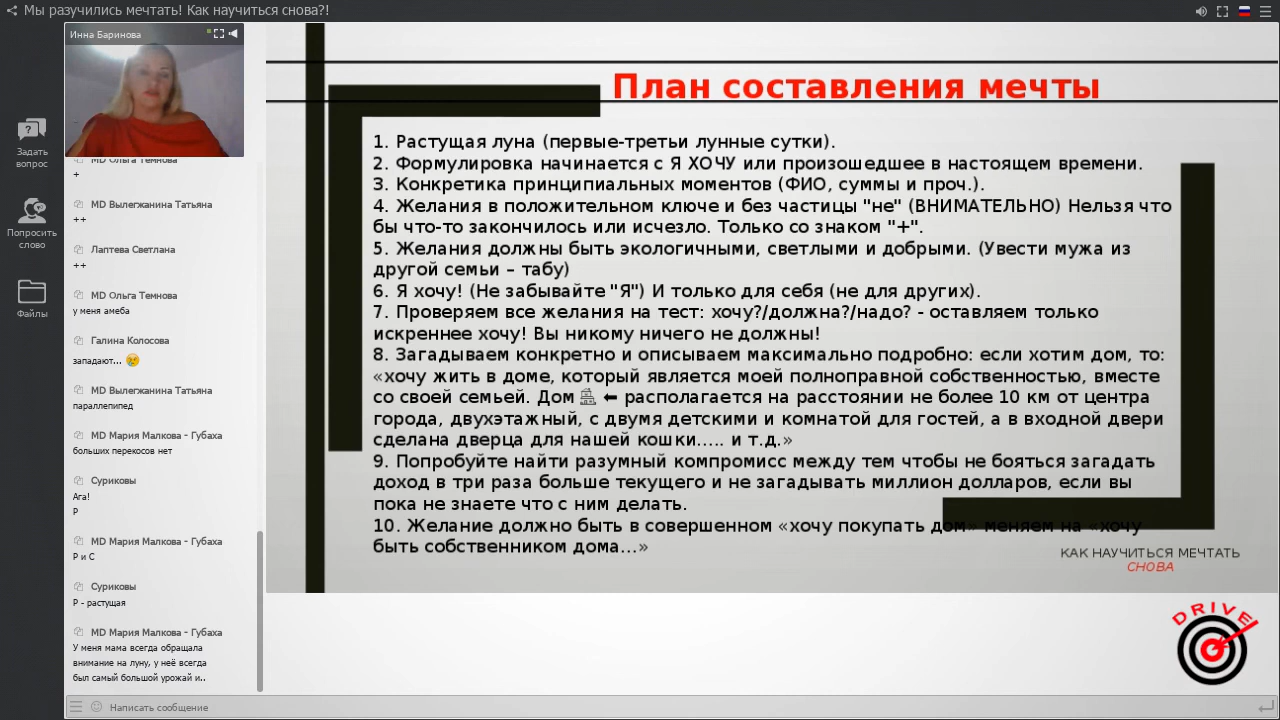 Мы разучились мечтать! Как научиться снова?!
Инна Баринова
Задать
вопрос
Попросить
слово
Файлы
MD Ольга Темнова
+
MD Вылегжанина Татьяна
++
Лаптева Светлана
++
MD Ольга Темнова
у меня амеба
Галина Колосова
западают...
MD Вылегжанина Татьяна
параллепипед
MD Мария Малкова - Губаха
больших перекосов нет
Суриковы
Ага!
Р
MD Мария Малкова - Губаха
Р и С
Суриковы
Р - растущая
MD Мария Малкова - Губаха
У меня мама всегда обращала
внимание на луну, у неё всегда
был самый большой урожай и..
Написать сообщение
План составления мечты
1. Растущая луна (первые-третьи лунные сутки).
2. Формулировка начинается с Я ХОЧУ или произошедшее в настоящем времени.
3. Конкретика принципиальных моментов (ФИО, суммы и проч.).
4. Желания в положительном ключе и без частицы "не" (ВНИМАТЕЛЬНО) Нельзя что
бы что-то закончилось или исчезло. Только со знаком "+".
5. Желания должны быть экологичными, светлыми и добрыми. (Увести мужа из
другой семьи – табу)
6. Я хочу! (Не забывайте "Я") И только для себя (не для других).
7. Проверяем все желания на тест: хочу?/должна?/надо? - оставляем только
искреннее хочу! Вы никому ничего не должны!
8. Загадываем конкретно и описываем максимально подробно: если хотим дом, то:
«хочу жить в доме, который является моей полноправной собственностью, вместе
со своей семьей. Дом 🏯 ⬅ располагается на расстоянии не более 10 км от центра
города, двухэтажный, с двумя детскими и комнатой для гостей, а в входной двери
сделана дверца для нашей кошки..... и т.д.»
9. Попробуйте найти разумный компромисс между тем чтобы не бояться загадать
доход в три раза больше текущего и не загадывать миллион долларов, если вы
пока не знаете что с ним делать.
10. Желание должно быть в совершенном «хочу покупать дом» меняем на «хочу
быть собственником дома...»
КАК НАУЧИТЬСЯ МЕЧТАТЬ
СНОВА
DRIVE